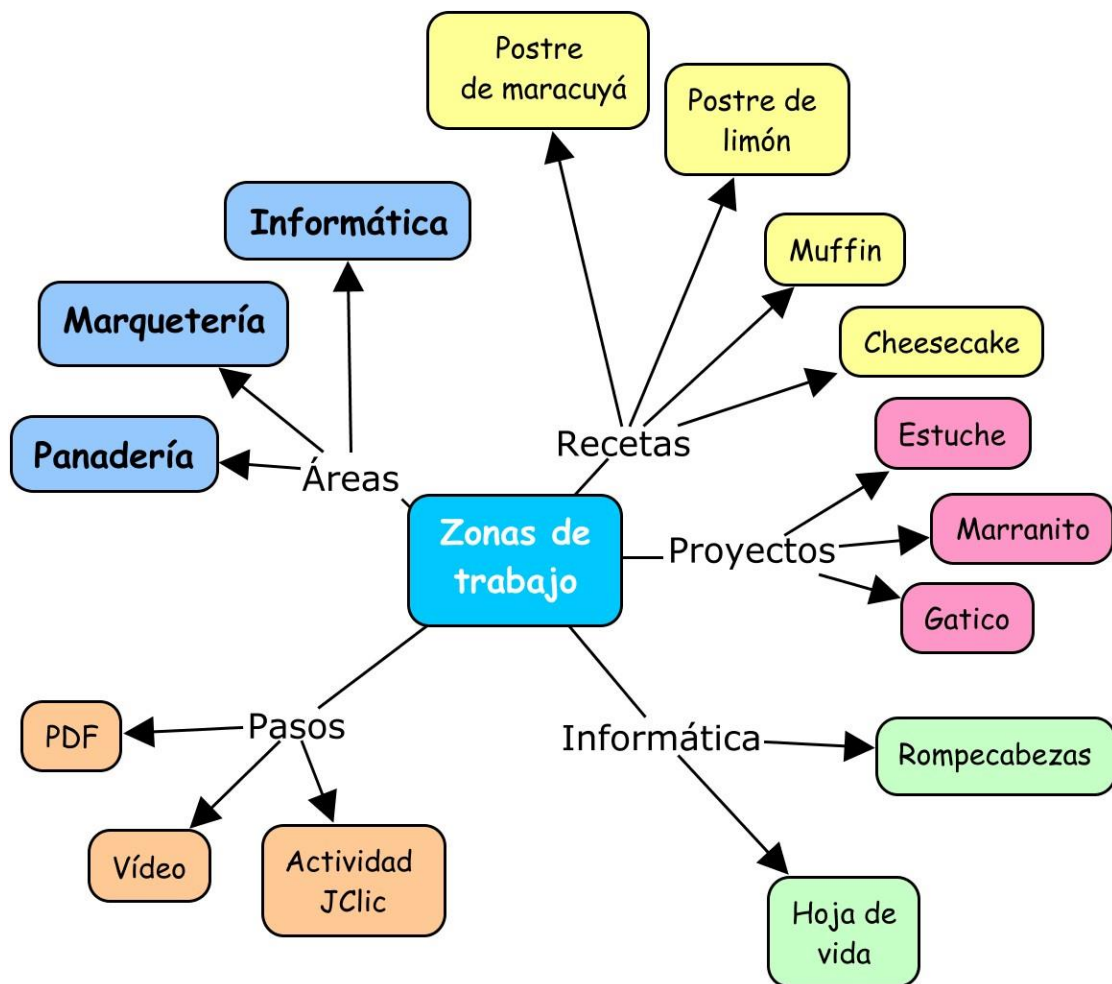 Postre
de maracuyá
Postre de
limón
Informática
Muffin
Marquetería
Cheesecake
Panadería
Estuche
Recetas
Áreas
Marranito
Zonas de
trabajo
Proyectos
Gatico
PDF
Pasos
Informática
Rompecabezas
Vídeo
Actividad
JClic
Hoja de
vida